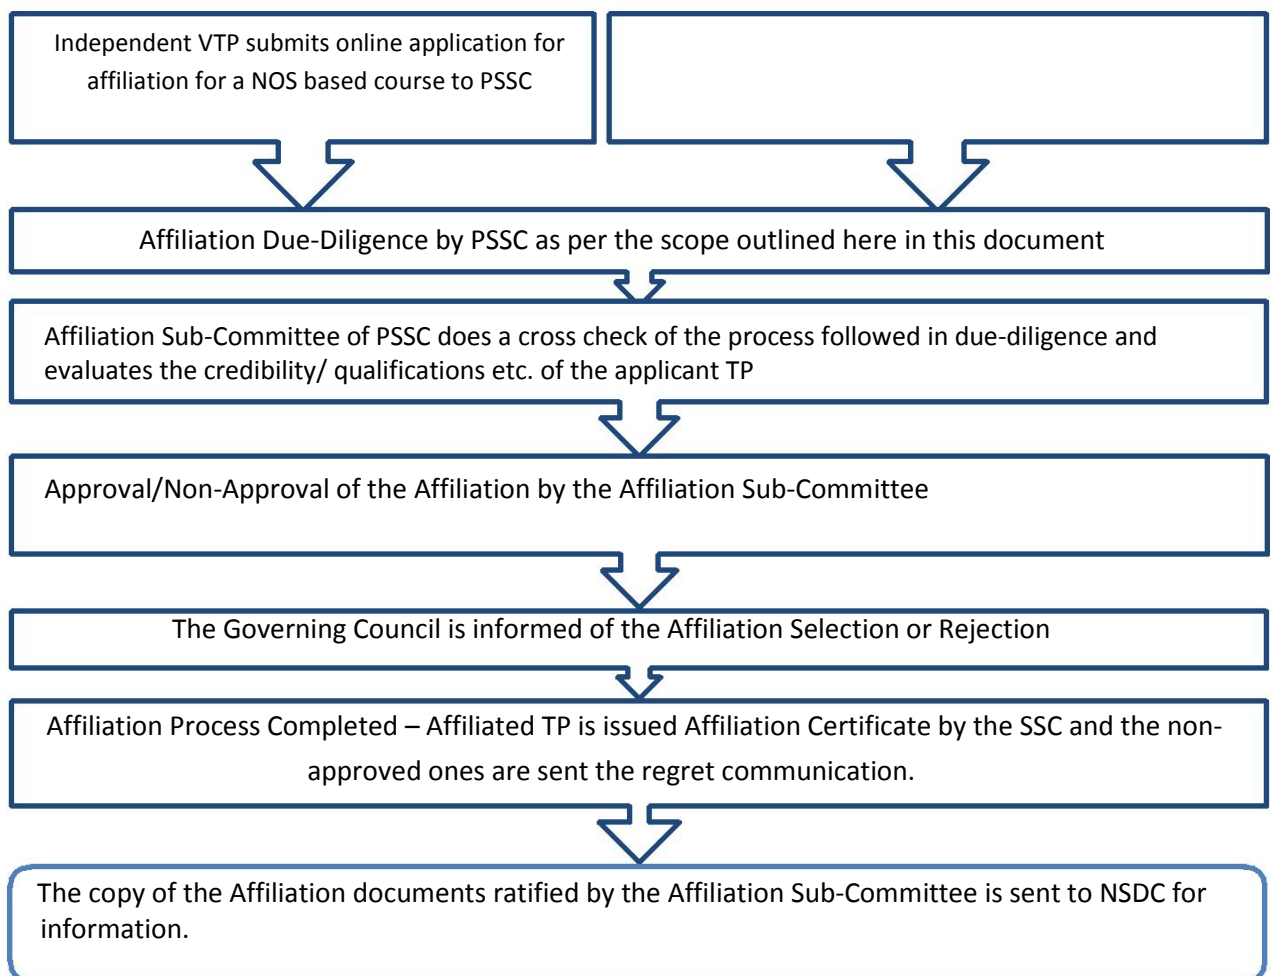 Independent VTP submits online application for
affiliation for a NOS based course to PSSC
Affiliation Due-Diligence by PSSC as per the scope outlined here in this document
Affiliation Sub-Committee of PSSC does a cross check of the process followed in due-diligence and
evaluates the credibility/ qualifications etc. of the applicant TP
Approval/Non-Approval of the Affiliation by the Affiliation Sub-Committee
The Governing Council is informed of the Affiliation Selection or Rejection
Affiliation Process Completed – Affiliated TP is issued Affiliation Certificate by the SSC and the non-
approved ones are sent the regret communication.
The copy of the Affiliation documents ratified by the Affiliation Sub-Committee is sent to NSDC for
information.